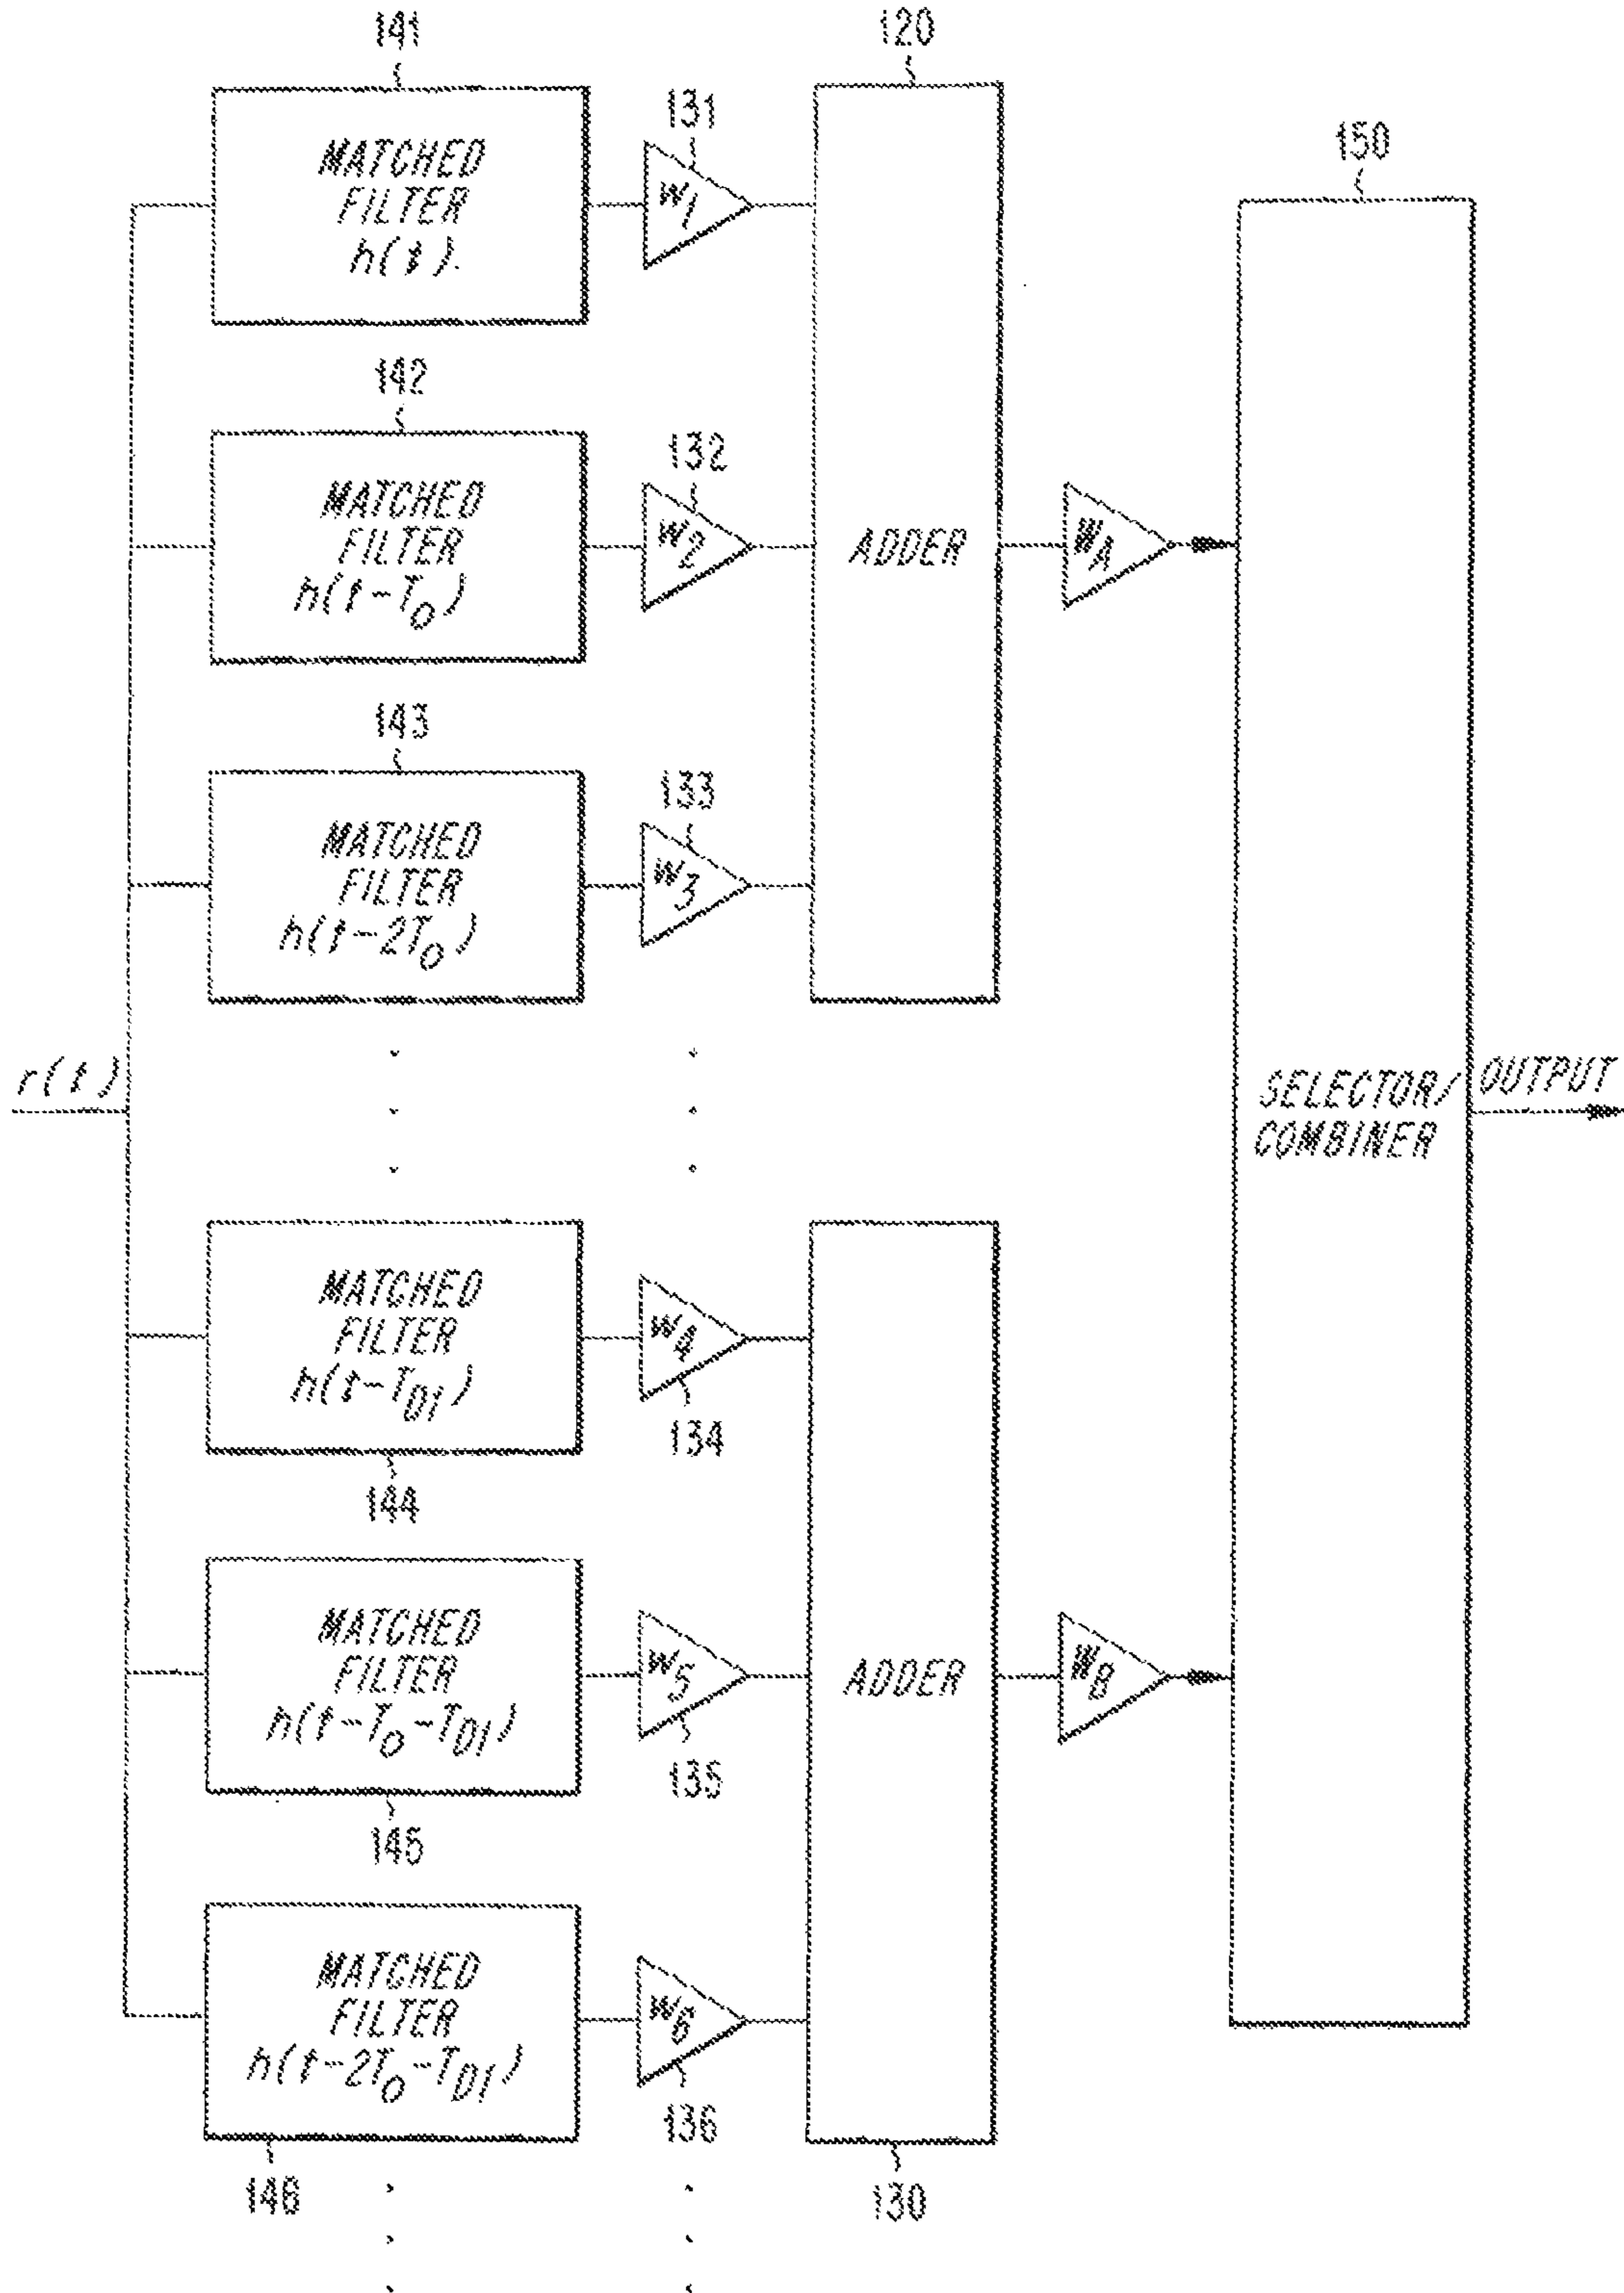 141
120
131
150
MATCHED
FILTER
h(t).
W1
142
132
MATCHED
FILTER
h(t-T0)
W2
ADDER
WA
143
133
MATCHED
FILTER
h(t-2T0)
W3
r(t)
SELECTOR/
COMBINER
OUTPUT
MATCHED
FILTER
h(t-TD1)
W4
134
144
MATCHED
FILTER
h(t-T0-TD1)
W5
ADDER
WB
135
145
MATCHED
FILTER
h(t-2T0-TD1)
W6
136
146
130